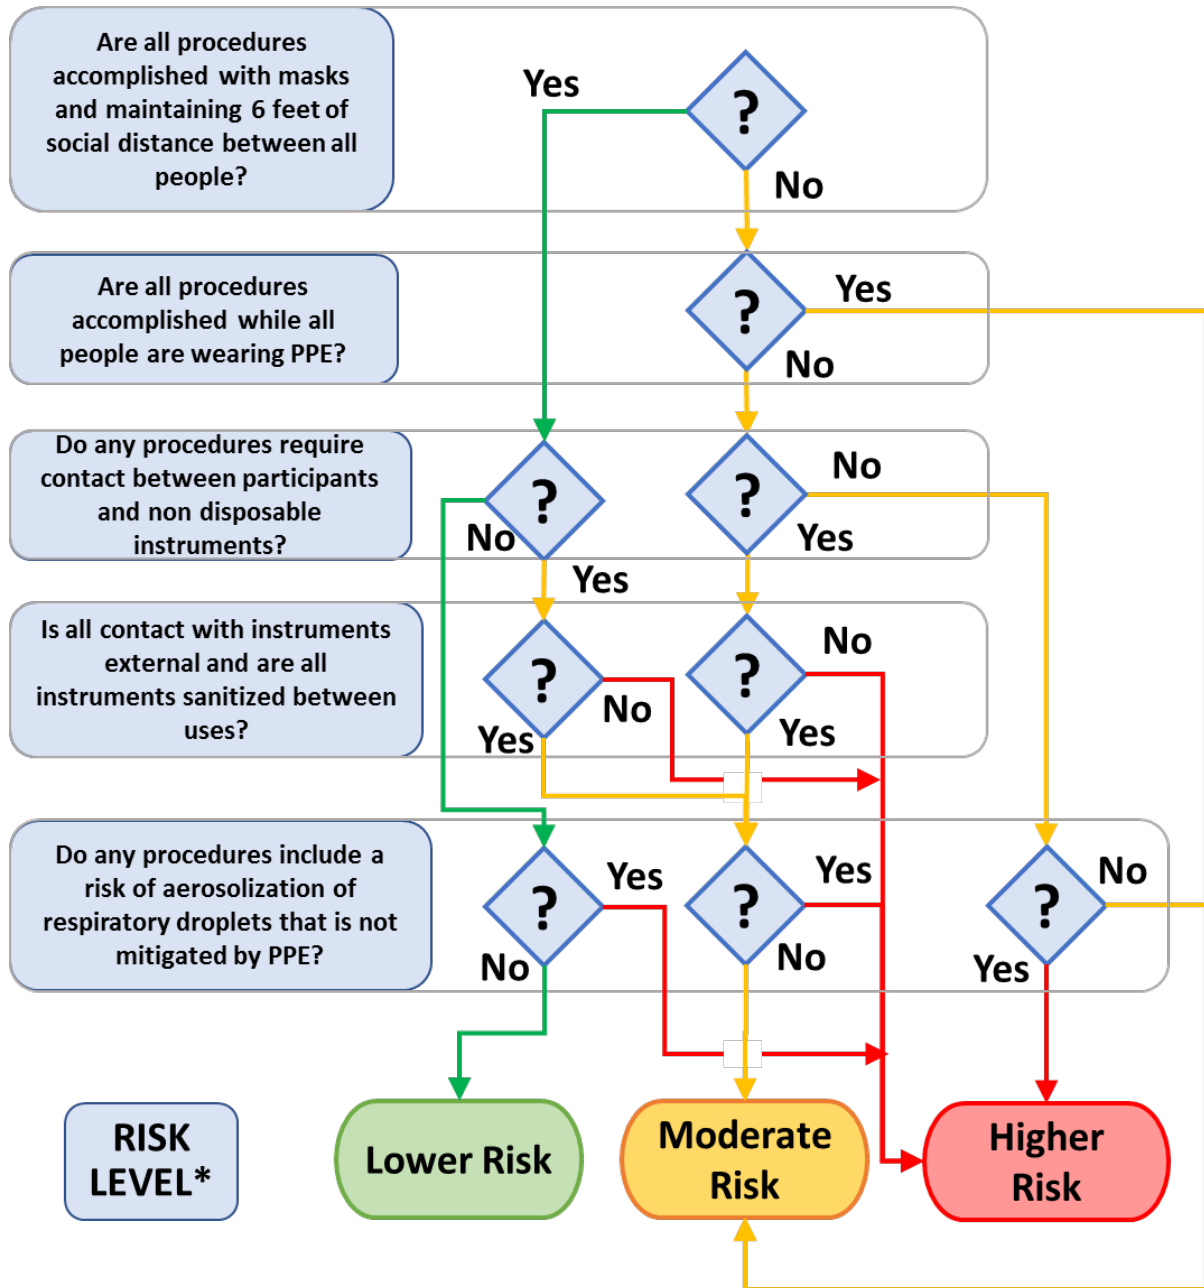 Are all procedures
accomplished with masks
and maintaining 6 feet of
social distance between all
people?
Yes
?
No
Are all procedures
accomplished while all
people are wearing PPE?
?
Yes
No
Do any procedures require
contact between participants
and non disposable
instruments?
?
No
Yes
?
No
Yes
Is all contact with instruments
external and are all
instruments sanitized between
uses?
?
No
Yes
?
No
Yes
Do any procedures include a
risk of aerosolization of
respiratory droplets that is not
mitigated by PPE?
?
Yes
No
?
Yes
No
?
No
Yes
RISK
LEVEL*
Lower Risk
Moderate
Risk
Higher
Risk